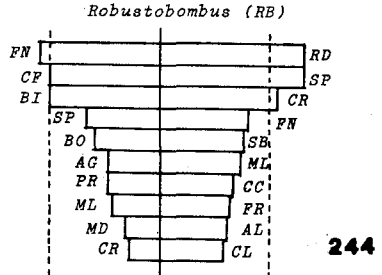 Robustobombus (RB)
FN RD
CF SP
BI CR
SP FN
BO SB
AG ML
PR CC
ML FR
MD AL
CR CL
244